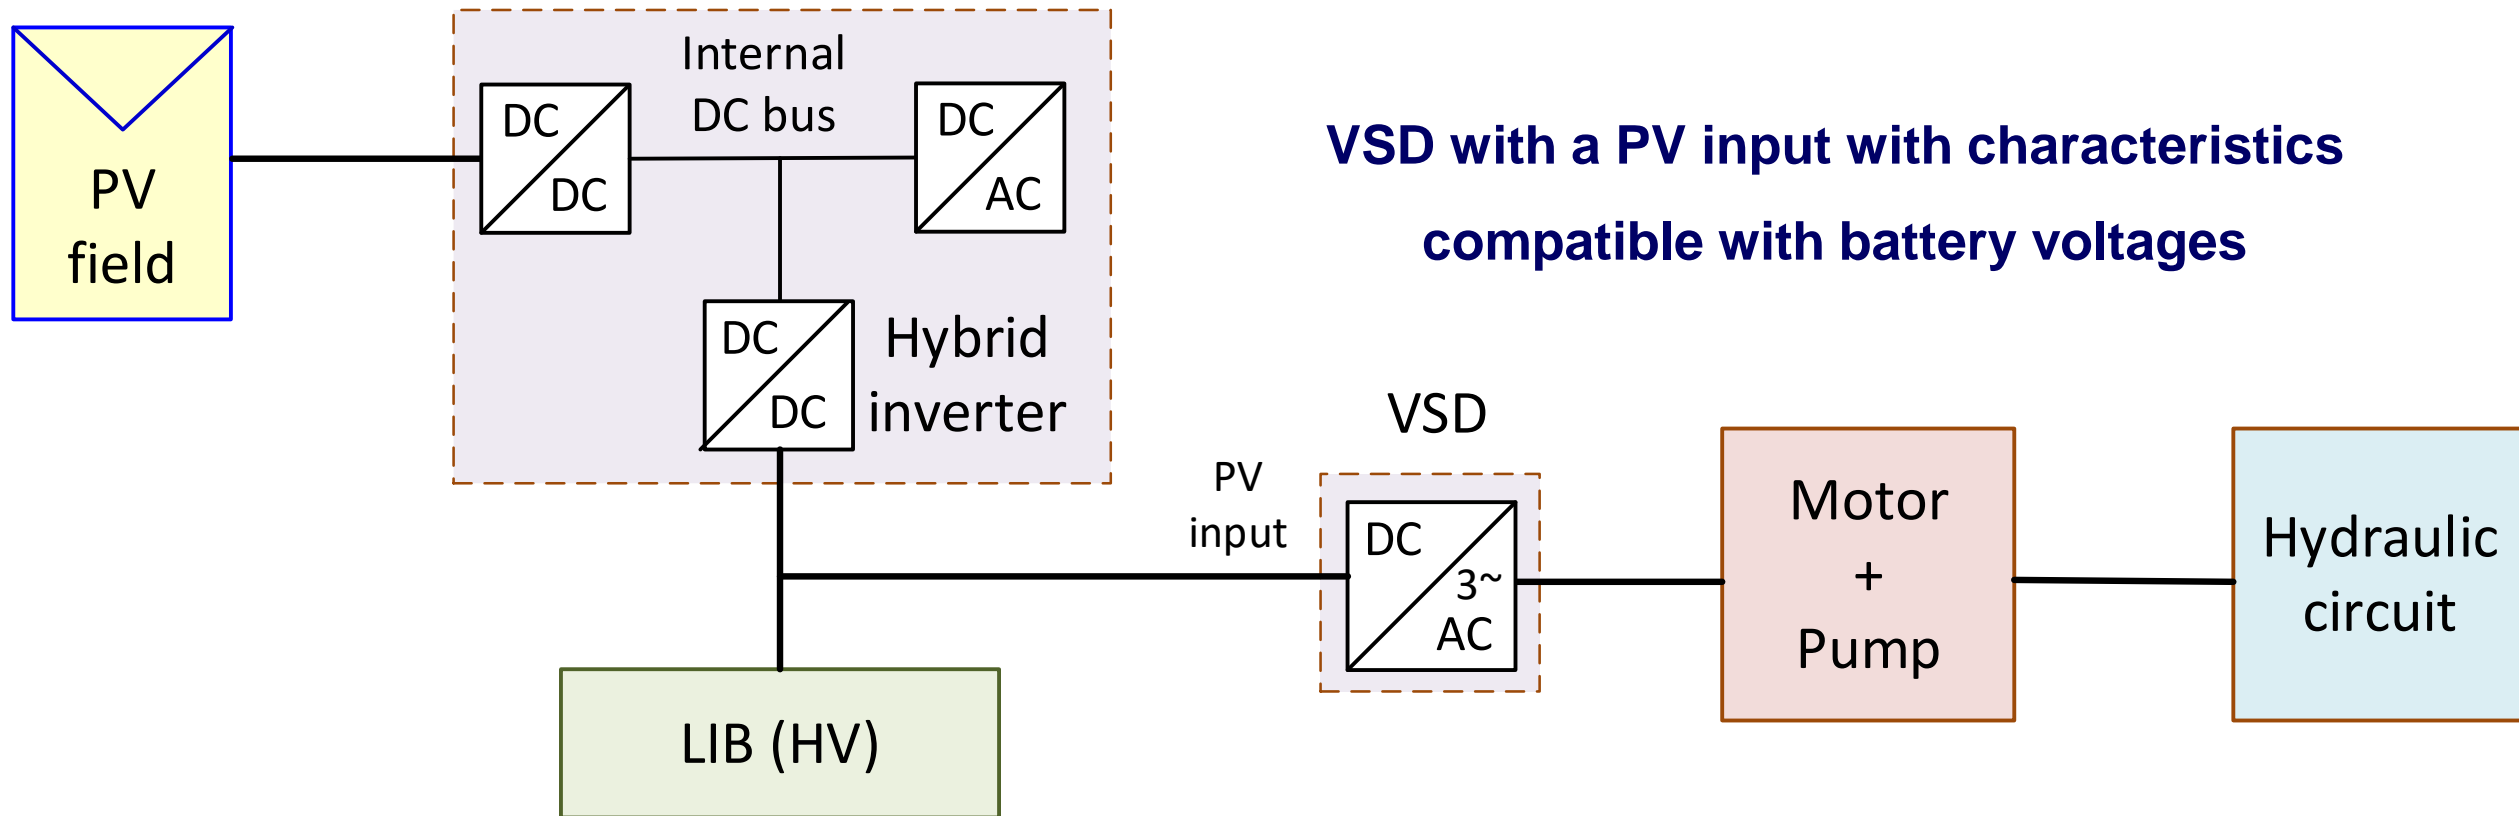 PV
field
Internal
DC bus
DC
DC
DC
AC
DC
DC
Hybrid
inverter
VSD with a PV input with characteristics
compatible with battery voltages
VSD
PV
input
DC
3~
AC
Motor
+
Pump
Hydraulic
circuit
LIB (HV)